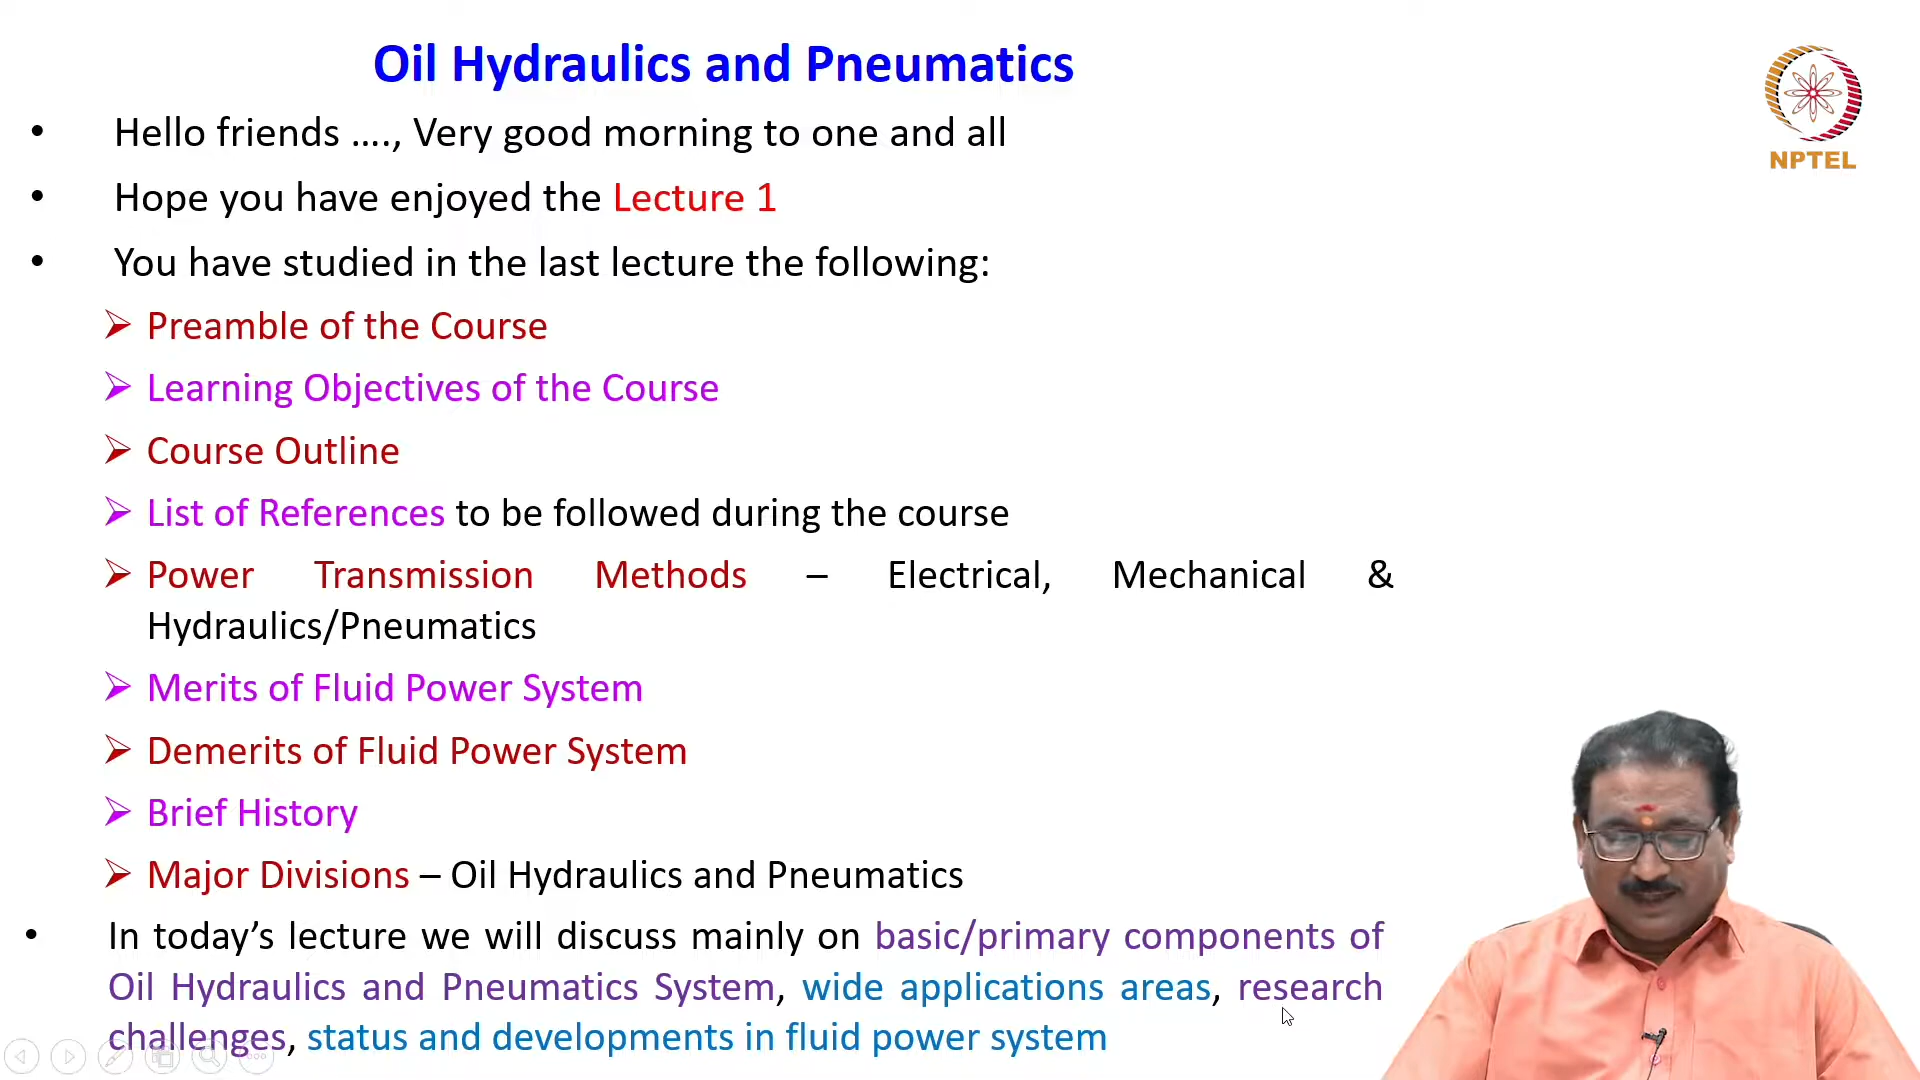 Oil Hydraulics and Pneumatics
NPTEL
• Hello friends ...., Very good morning to one and all
• Hope you have enjoyed the Lecture 1
• You have studied in the last lecture the following:
➢ Preamble of the Course
➢ Learning Objectives of the Course
➢ Course Outline
➢ List of References to be followed during the course
➢ Power Transmission Methods – Electrical, Mechanical &
Hydraulics/Pneumatics
➢ Merits of Fluid Power System
➢ Demerits of Fluid Power System
➢ Brief History
➢ Major Divisions – Oil Hydraulics and Pneumatics
• In today’s lecture we will discuss mainly on basic/primary components of
Oil Hydraulics and Pneumatics System, wide applications areas, research
challenges, status and developments in fluid power system